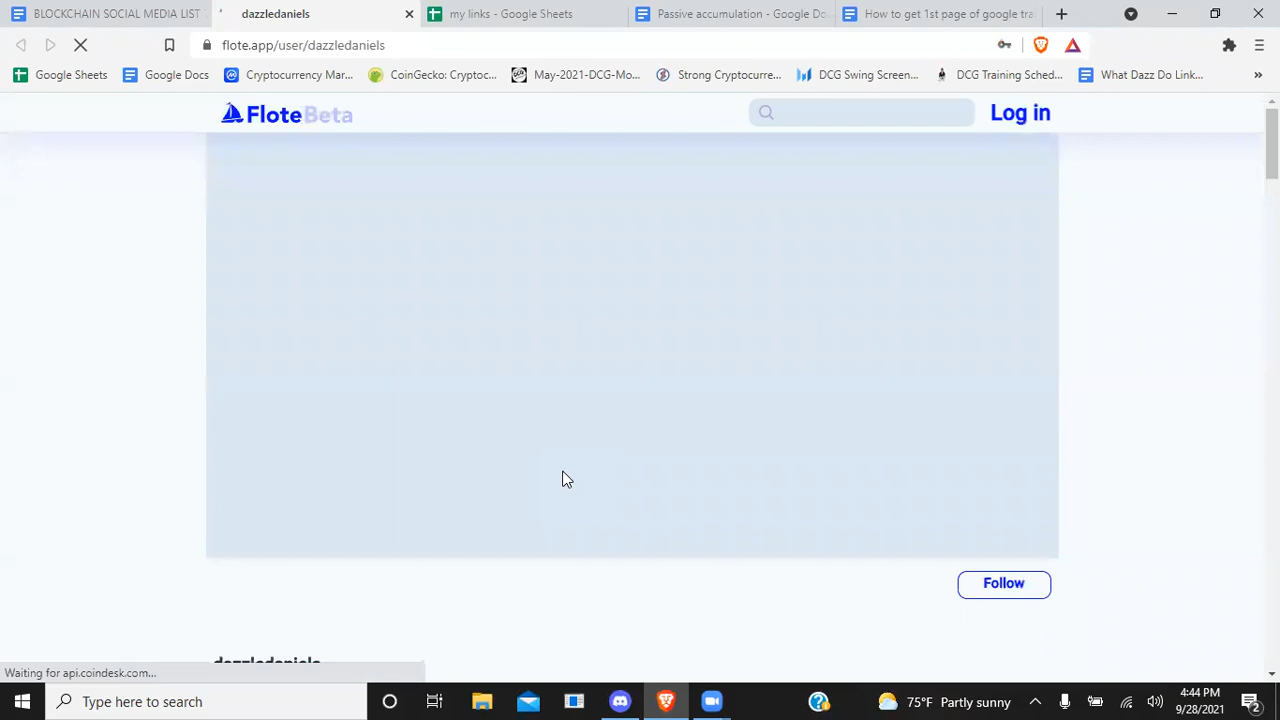 BLOCKCHAIN SOCIAL MEDIA LIST
dazzledaniels
my links - Google Sheets
Passive accumulation - Google Do
How to get 1st page of google tra
flote.app/user/dazzledaniels
Google Sheets
Google Docs
Cryptocurrency Mar...
CoinGecko: Cryptoc...
May-2021-DCG-Mo...
Strong Cryptocurre...
DCG Swing Screen...
DCG Training Sched...
What Dazz Do Link...
»
FloteBeta
Log in
Follow
dazzledaniels
Waiting for api.coindesk.com...
Type here to search
75°F Partly sunny
4:44 PM
9/28/2021
2